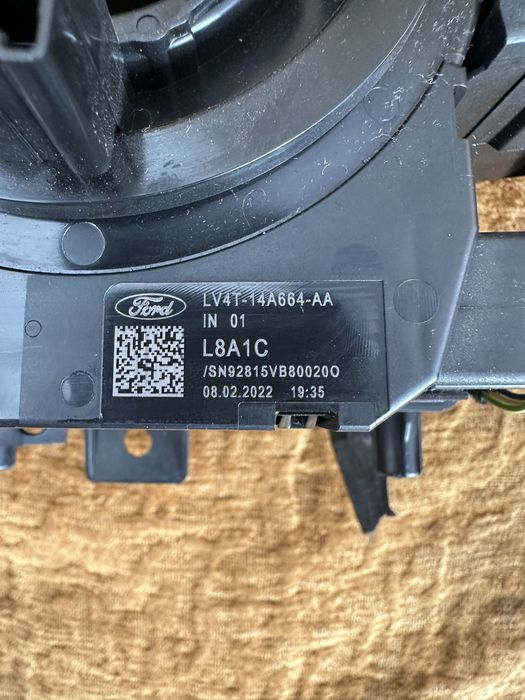 Ford
LV4T-14A664-AA
IN 01
L8A1C
/SN92815VB80020O
08.02.2022 19:35